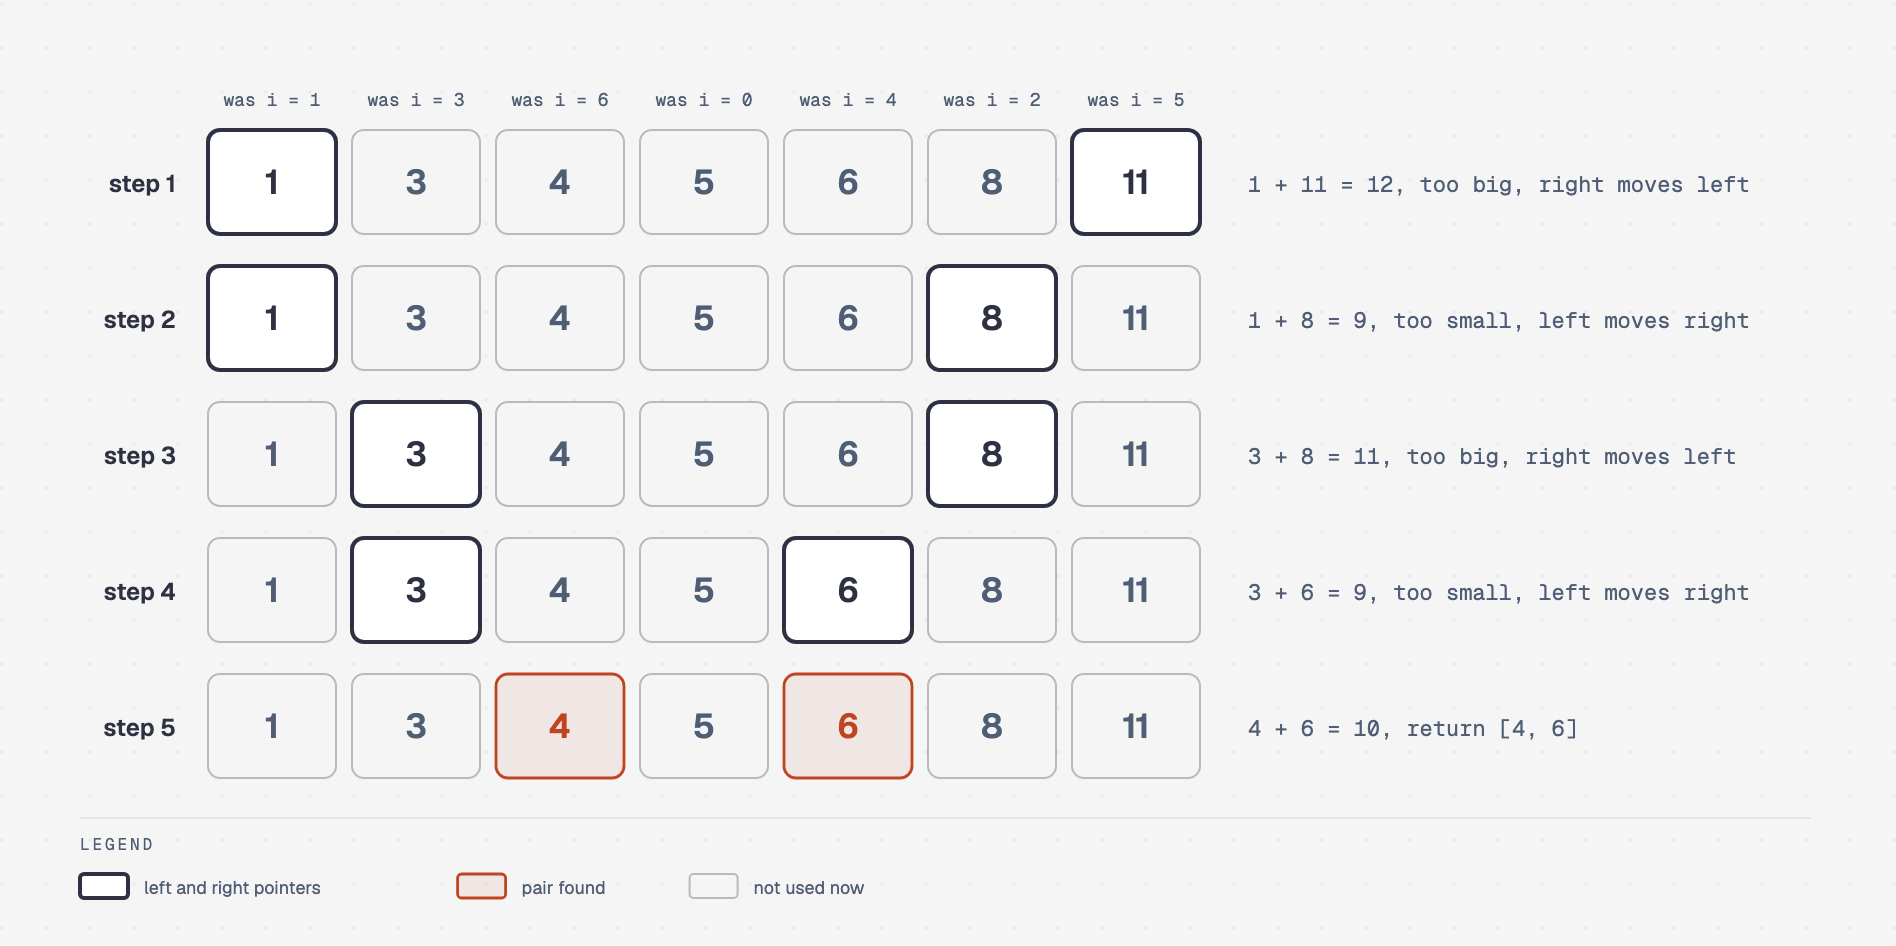 was i = 1 was i = 3 was i = 6 was i = 0 was i = 4 was i = 2 was i = 5
step 1 1 3 4 5 6 8 11 1 + 11 = 12, too big, right moves left
step 2 1 3 4 5 6 8 11 1 + 8 = 9, too small, left moves right
step 3 1 3 4 5 6 8 11 3 + 8 = 11, too big, right moves left
step 4 1 3 4 5 6 8 11 3 + 6 = 9, too small, left moves right
step 5 1 3 4 5 6 8 11 4 + 6 = 10, return [4, 6]
LEGEND
left and right pointers pair found not used now